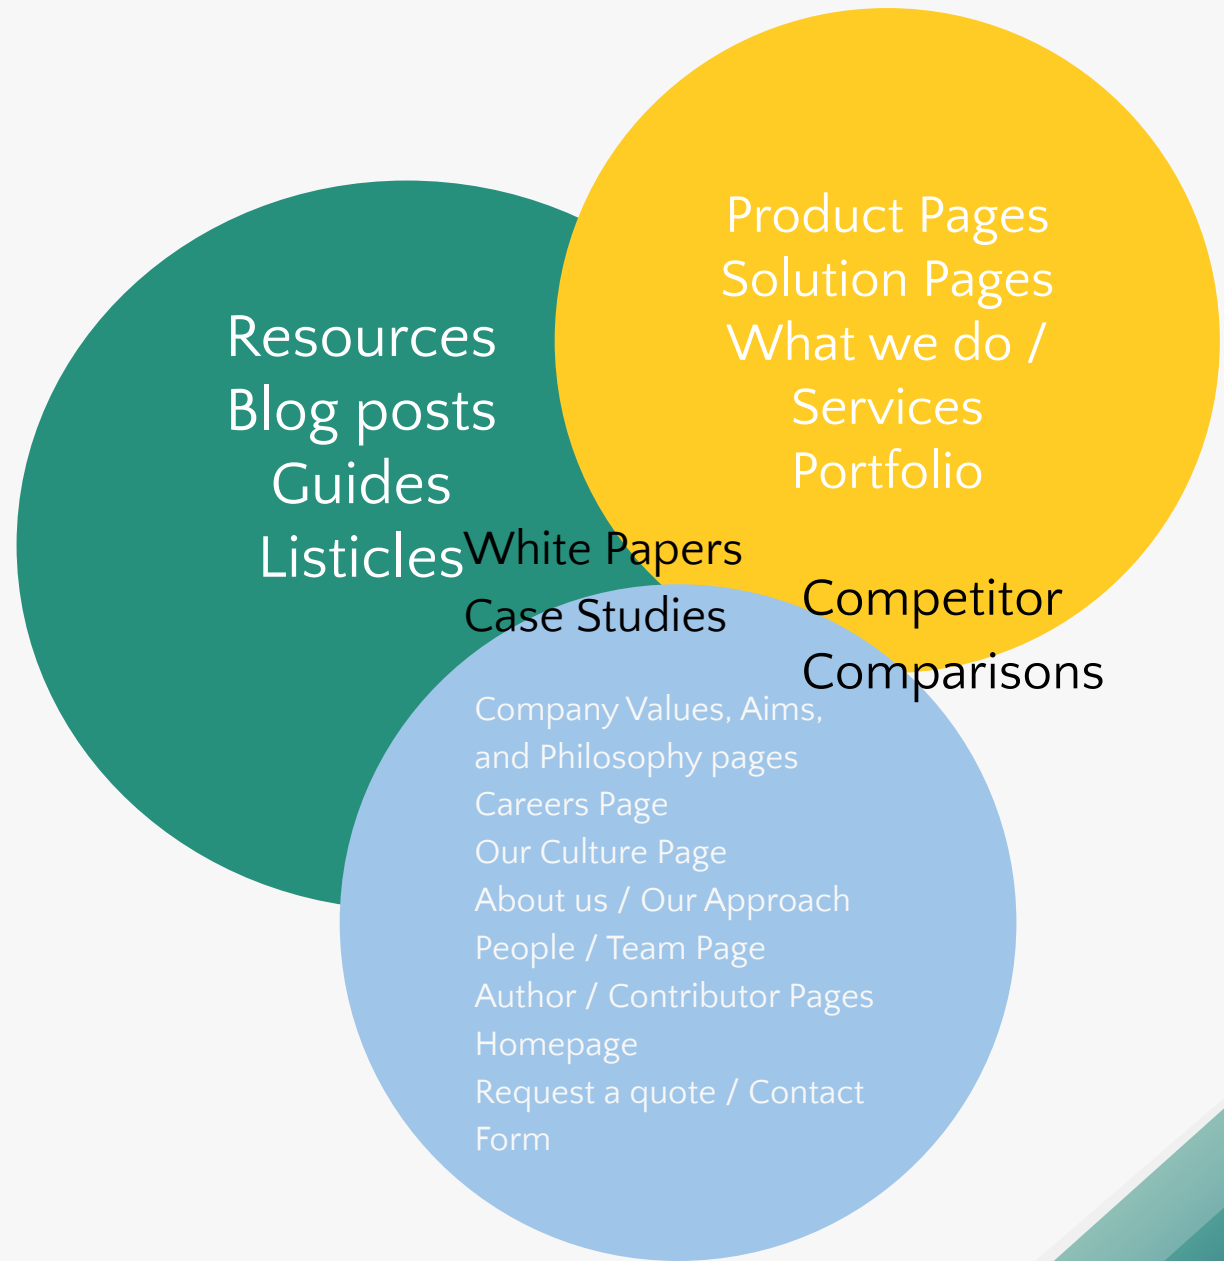 Product Pages
Solution Pages
What we do /
Services
Portfolio
Resources
Blog posts
Guides
Listicles
White Papers
Case Studies
Competitor
Comparisons
Company Values, Aims,
and Philosophy pages
Careers Page
Our Culture Page
About us / Our Approach
People / Team Page
Author / Contributor Pages
Homepage
Request a quote / Contact
Form